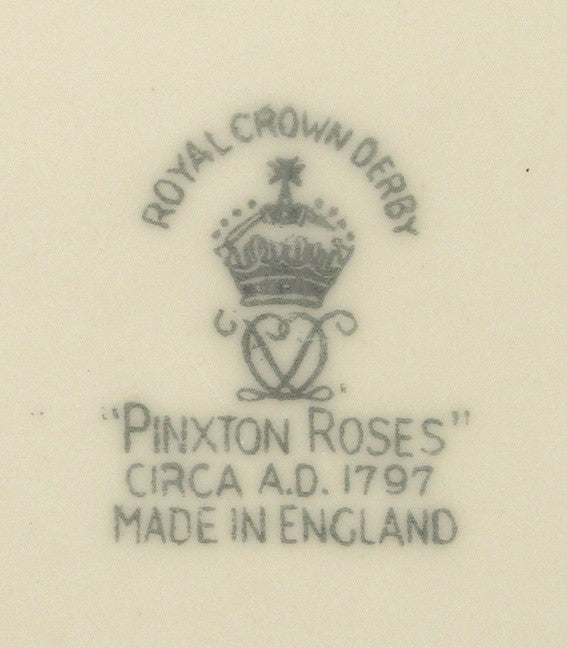 ROYAL CROWN DERBY
"PINXTON ROSES"
CIRCA A.D. 1797
MADE IN ENGLAND